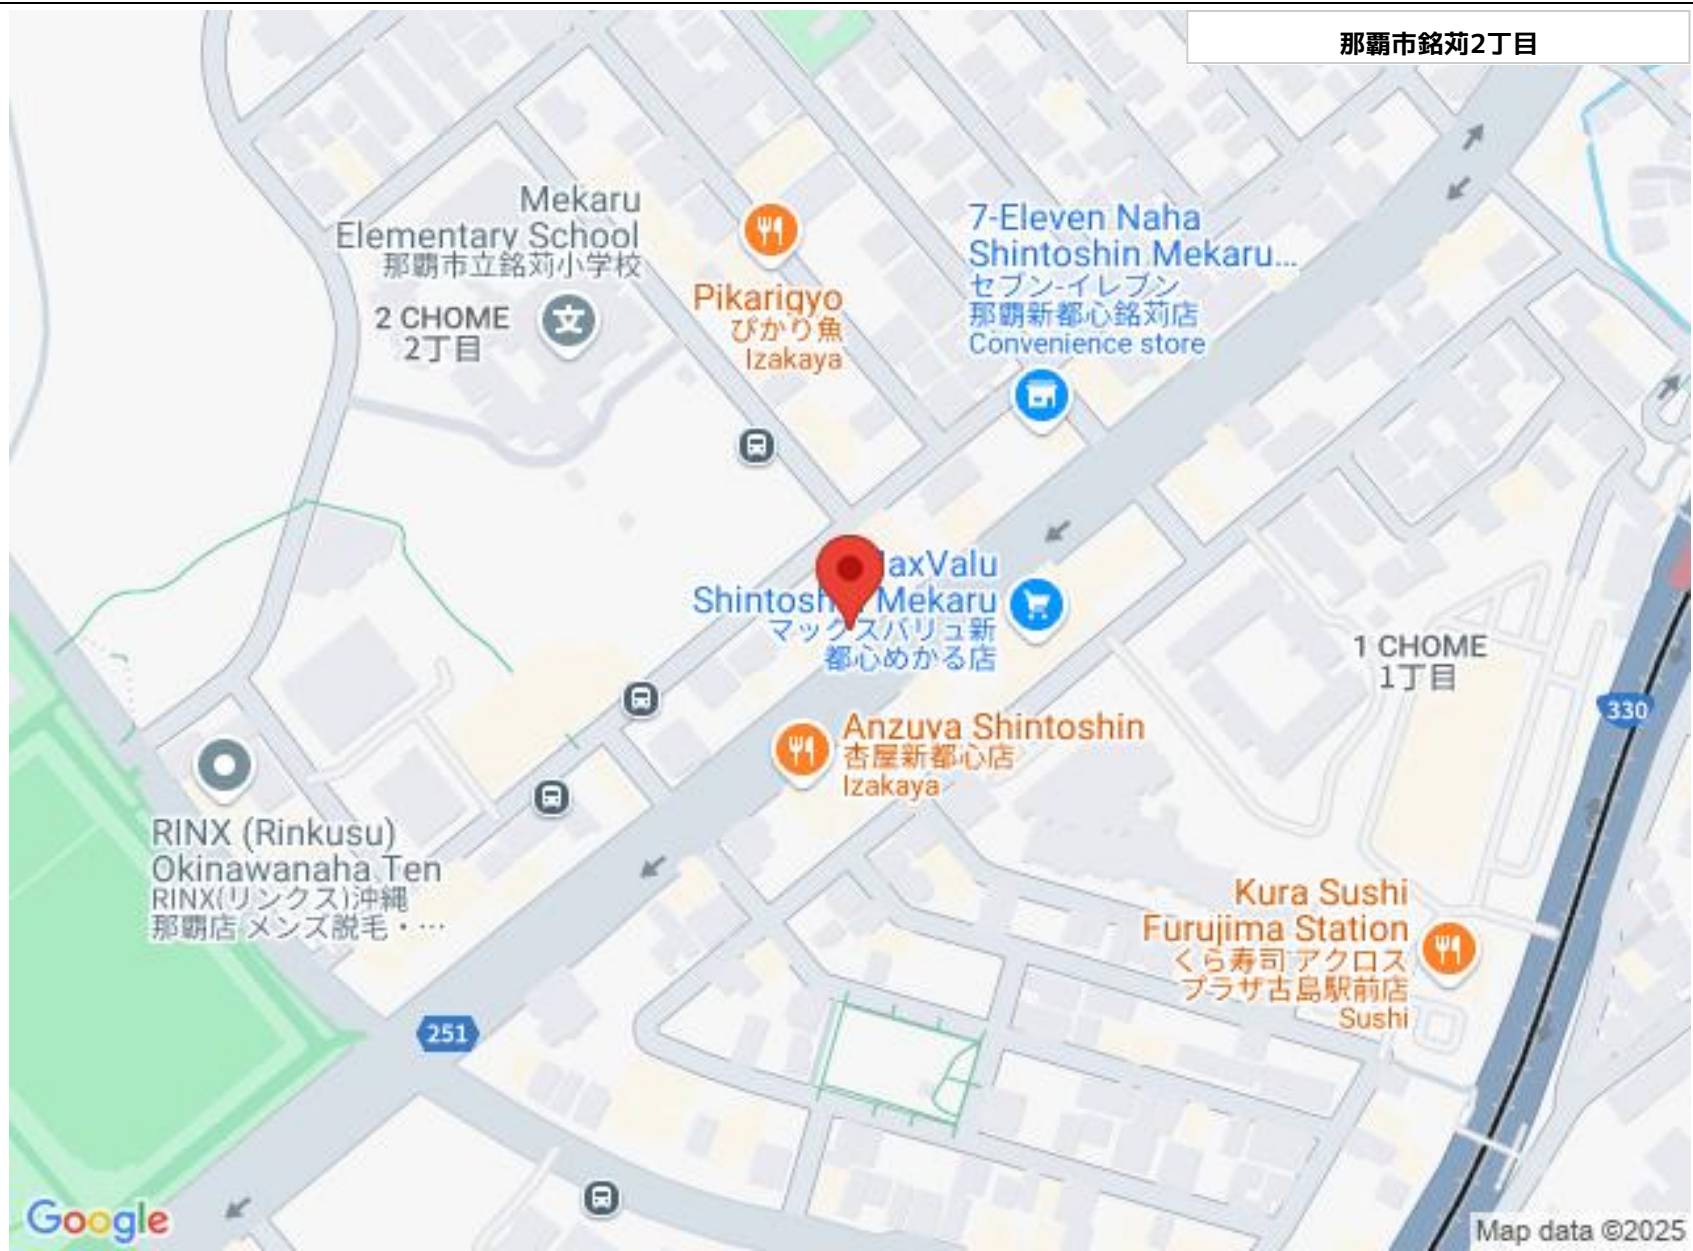 那覇市銘苅2丁目
Mekaru
Elementary School
那覇市立銘苅小学校
2 CHOME
2丁目
Pikarigyo
ぴかり魚
Izakaya
7-Eleven Naha
Shintoshin Mekaru...
セブン-イレブン
那覇新都心銘苅店
Convenience store
axValu
Shintosh Mekaru
マックスバリュ新
都心めかる店
1 CHOME
1丁目
330
Anzuya Shintoshin
杏屋新都心店
Izakaya
RINX (Rinkusu)
Okinawanaha Ten
RINX(リンクス)沖縄
那覇店 メンズ脱毛・…
Kura Sushi
Furujima Station
くら寿司 アクロス
プラザ古島駅前店
Sushi
251
Google
Map data ©2025